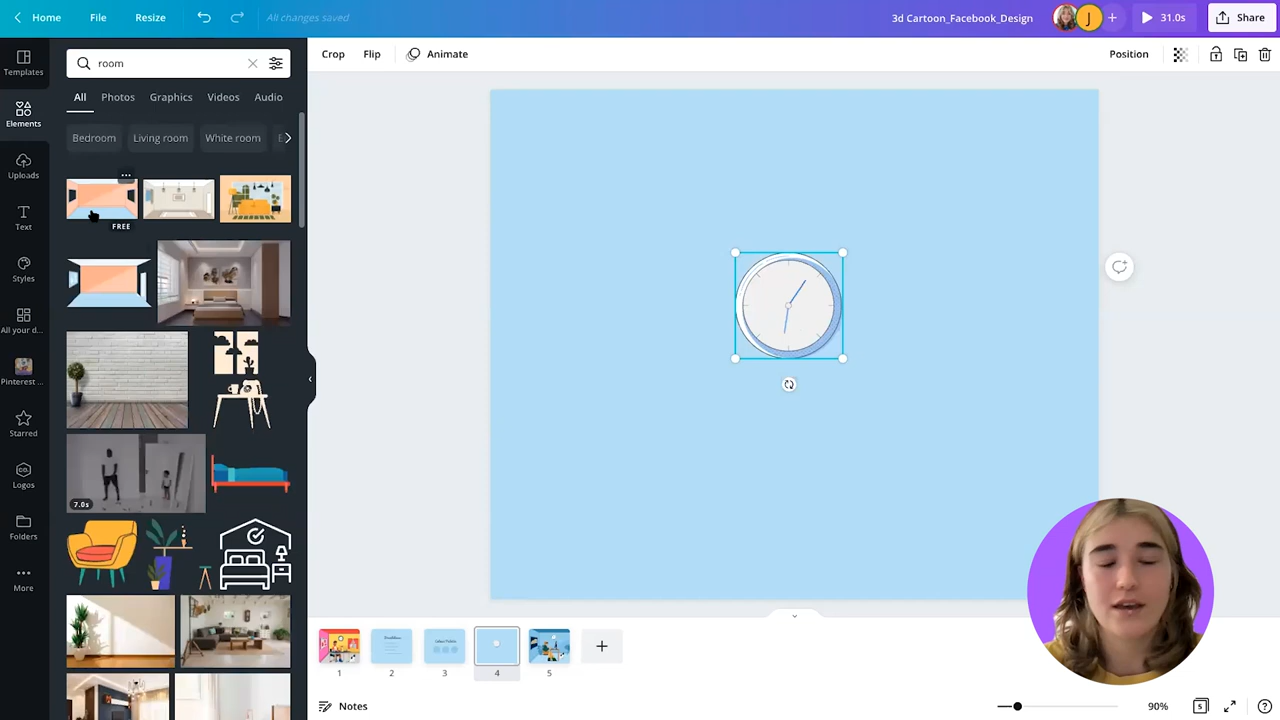 Home
File
Resize
All changes saved
3d Cartoon_Facebook_Design
J
31.0s
Share
Templates
Elements
Uploads
Text
Styles
All your d...
Pinterest
Starred
CO.
Logos
Folders
More
room
All
Photos
Graphics
Videos
Audio
Bedroom
Living room
White room
FREE
7.0s
Crop
Flip
Animate
Position
1
2
3
4
5
Notes
90%
5